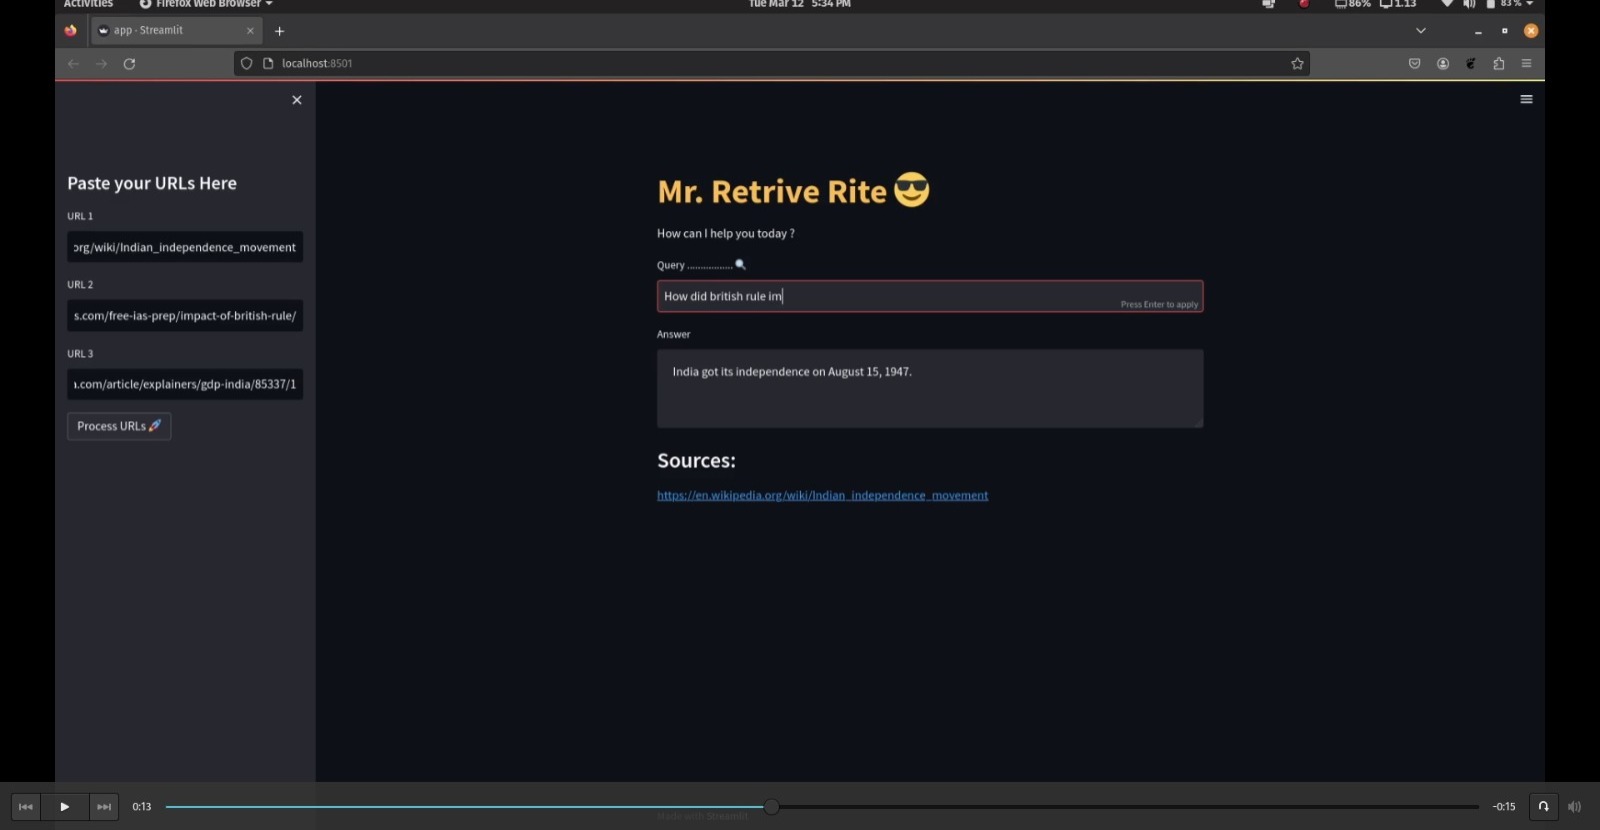 Activities Firefox Web Browser Tue Mar 12 5:34 PM 86% 1.13 83 %
app · Streamlit
localhost:8501
Paste your URLs Here
URL 1
org/wiki/Indian_independence_movement
URL 2
s.com/free-ias-prep/impact-of-british-rule/
URL 3
.com/article/explainers/gdp-india/85337/1
Process URLs 🚀
Mr. Retrive Rite 😎
How can I help you today ?
Query ................. 🔍
How did british rule im
Press Enter to apply
Answer
India got its independence on August 15, 1947.
Sources:
https://en.wikipedia.org/wiki/Indian_independence_movement
0:13 -0:15
Made with Streamlit